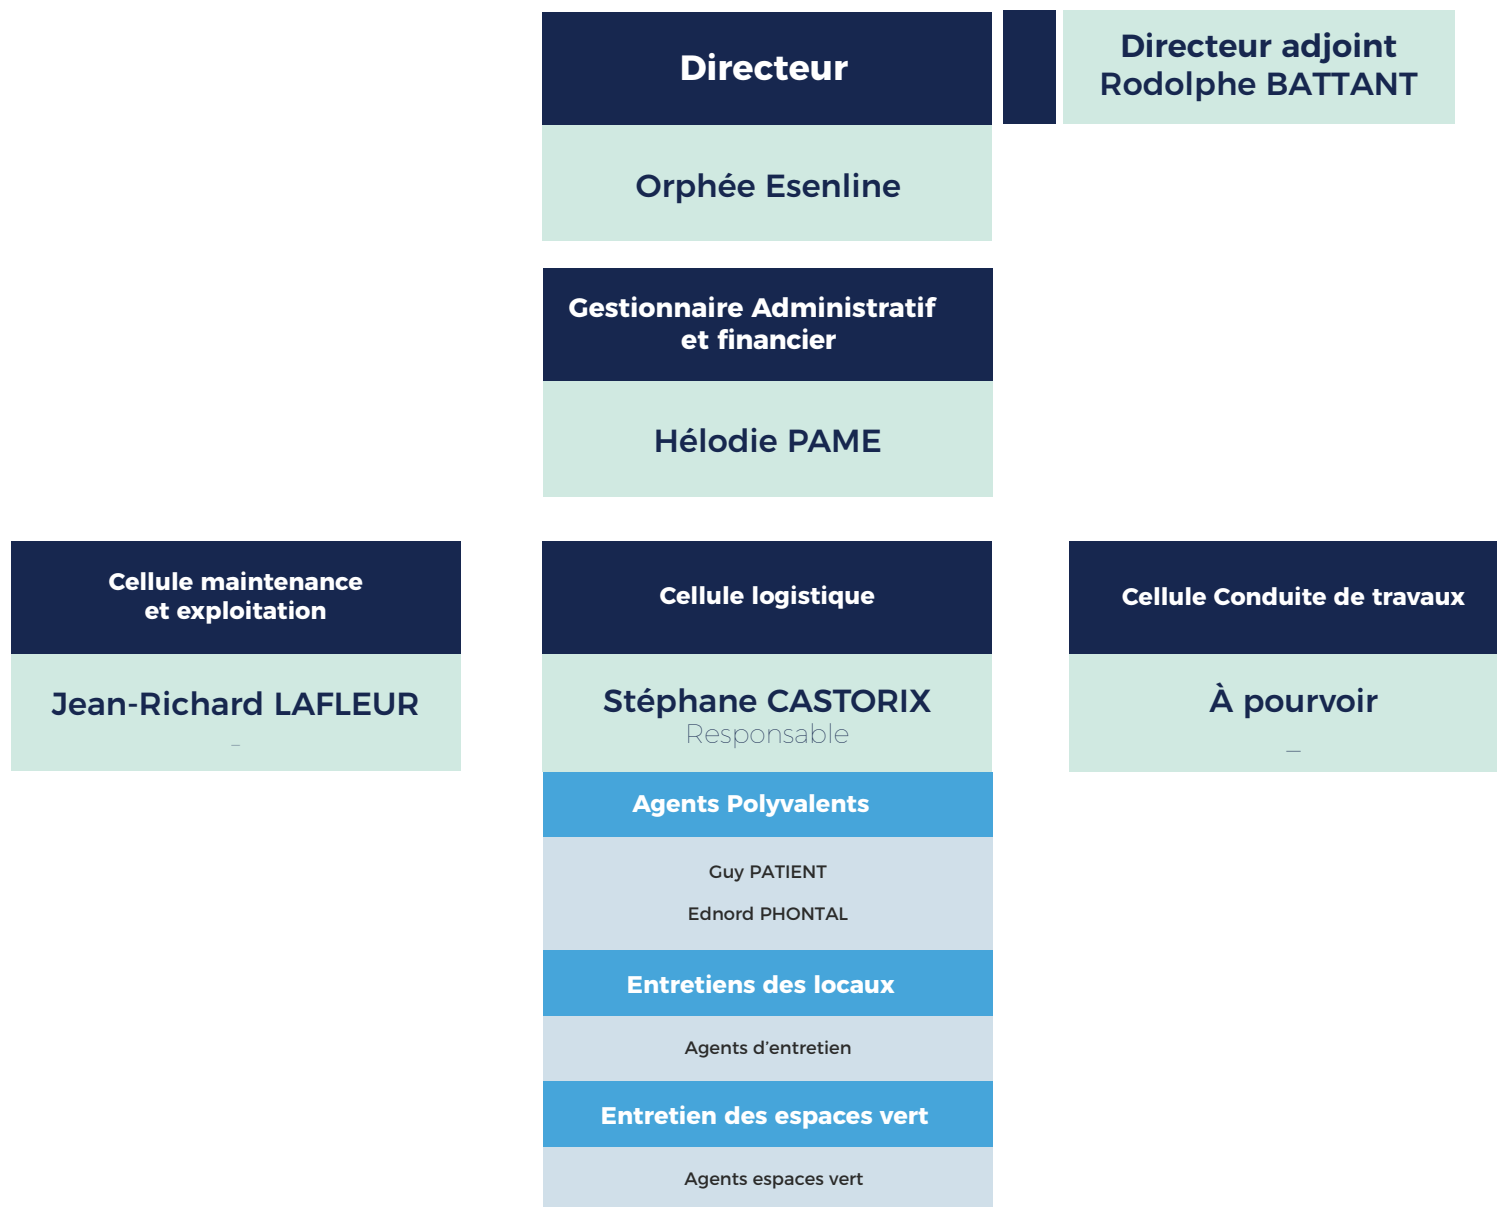 Directeur
Orphée Esenline
Directeur adjoint
Rodolphe BATTANT
Gestionnaire Administratif
et financier
Hélodie PAME
Cellule maintenance
et exploitation
Jean-Richard LAFLEUR
_
Cellule logistique
Stéphane CASTORIX
Responsable
Agents Polyvalents
Guy PATIENT
Ednord PHONTAL
Entretiens des locaux
Agents d’entretien
Entretien des espaces vert
Agents espaces vert
Cellule Conduite de travaux
À pourvoir
_